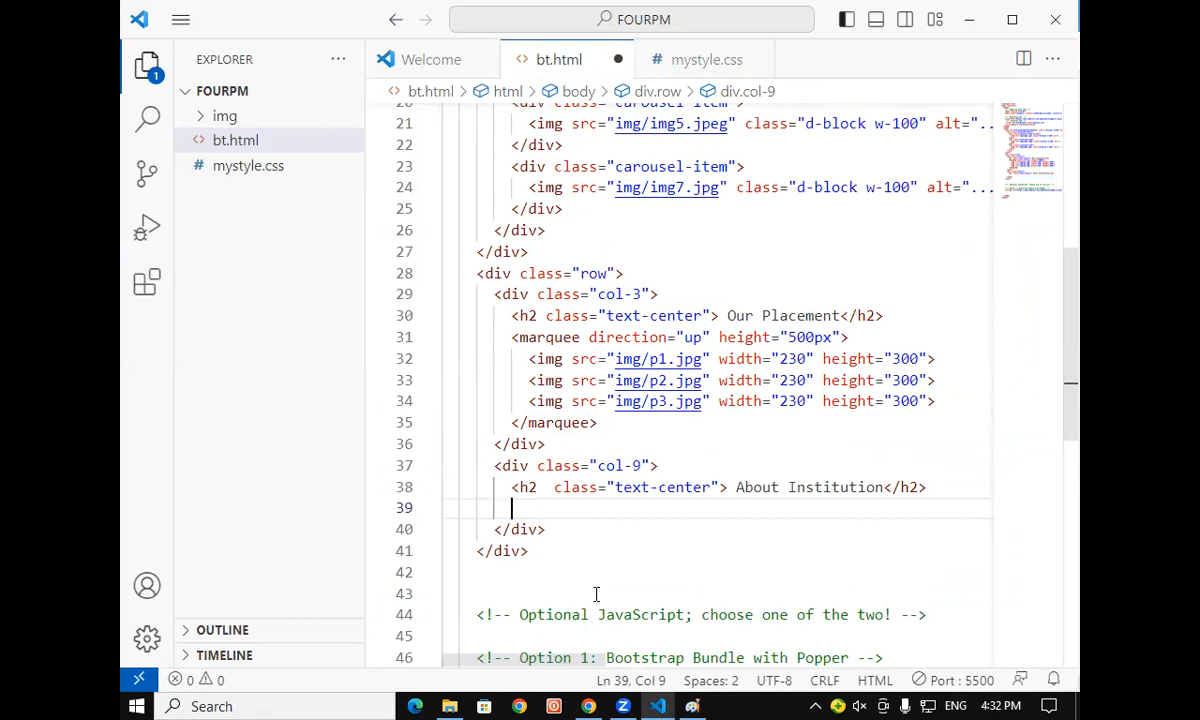 FOURPM
EXPLORER
Welcome
bt.html
mystyle.css
FOURPM
bt.html
html
body
div.row
div.col-9
img
bt.html
mystyle.css
1
20 <div class="carousel-item">
21 <img src="img/img5.jpeg" class="d-block w-100" alt="...
22 </div>
23 <div class="carousel-item">
24 <img src="img/img7.jpg" class="d-block w-100" alt="...
25 </div>
26 </div>
27 </div>
28 <div class="row">
29 <div class="col-3">
30 <h2 class="text-center"> Our Placement</h2>
31 <marquee direction="up" height="500px">
32 <img src="img/p1.jpg" width="230" height="300">
33 <img src="img/p2.jpg" width="230" height="300">
34 <img src="img/p3.jpg" width="230" height="300">
35 </marquee>
36 </div>
37 <div class="col-9">
38 <h2  class="text-center"> About Institution</h2>
39
40 </div>
41 </div>
42
43
44 <!-- Optional JavaScript; choose one of the two! -->
45
46 <!-- Option 1: Bootstrap Bundle with Popper -->
OUTLINE
TIMELINE
0 0
Ln 39, Col 9
Spaces: 2
UTF-8
CRLF
HTML
Port : 5500
Search
ENG
4:32 PM